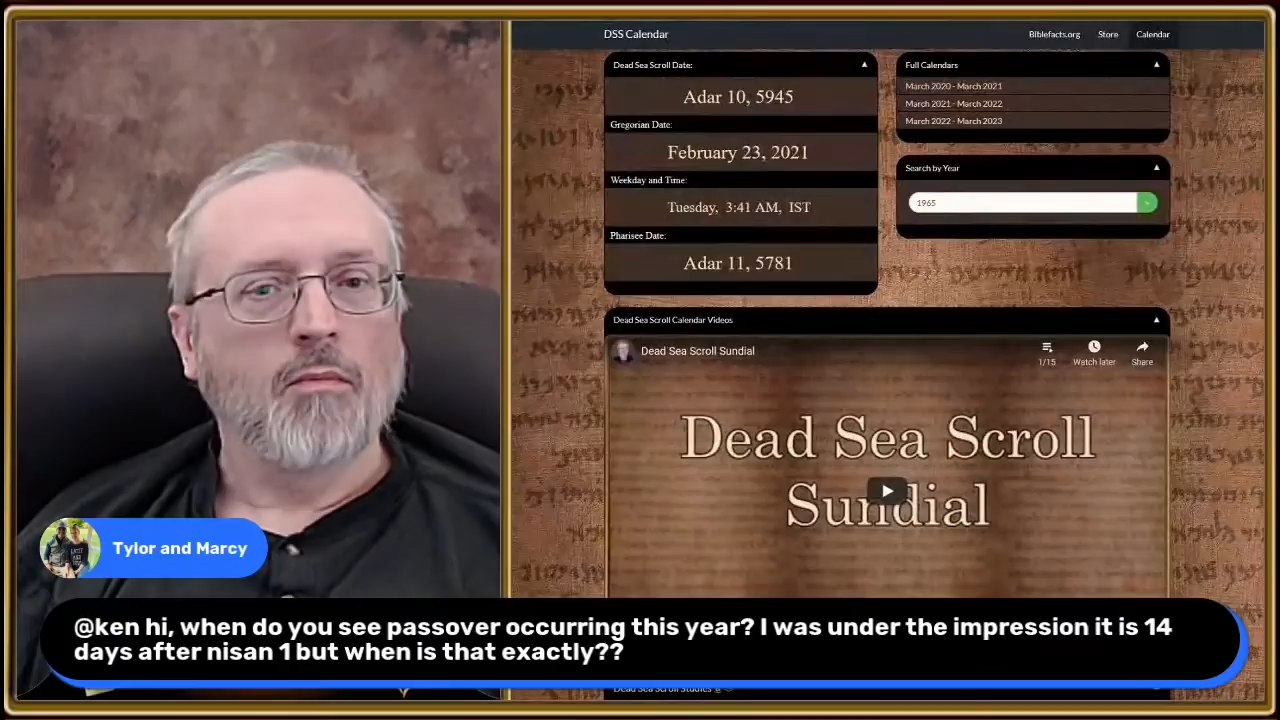 DSS Calendar
Biblefacts.org
Store
Calendar
Dead Sea Scroll Date:
Adar 10, 5945
Gregorian Date:
February 23, 2021
Weekday and Time:
Tuesday, 3:41 AM, IST
Pharisee Date:
Adar 11, 5781
Full Calendars
March 2020 - March 2021
March 2021 - March 2022
March 2022 - March 2023
Search by Year
1965
Dead Sea Scroll Calendar Videos
Dead Sea Scroll Sundial
1/15
Watch later
Share
Dead Sea Scroll
Sundial
Tylor and Marcy
@ken hi, when do you see passover occurring this year? I was under the impression it is 14
days after nisan 1 but when is that exactly??
Dead Sea Scroll Studies